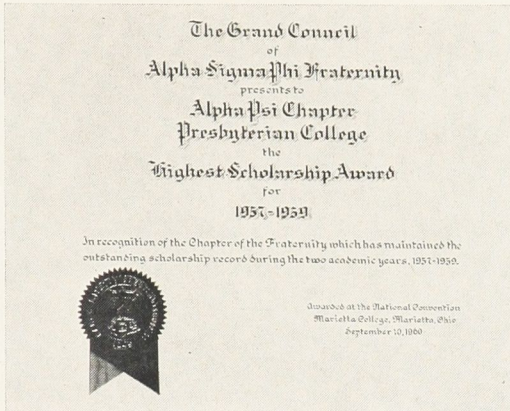 The Grand Council
of
Alpha Sigma Phi Fraternity
presents to
Alpha Psi Chapter
Presbyterian College
the
Highest Scholarship Award
for
1957-1959
In recognition of the Chapter of the Fraternity which has maintained the
outstanding scholarship record during the two academic years, 1957-1959.
Awarded at the National Convention
Marietta College, Marietta, Ohio
September 10, 1960